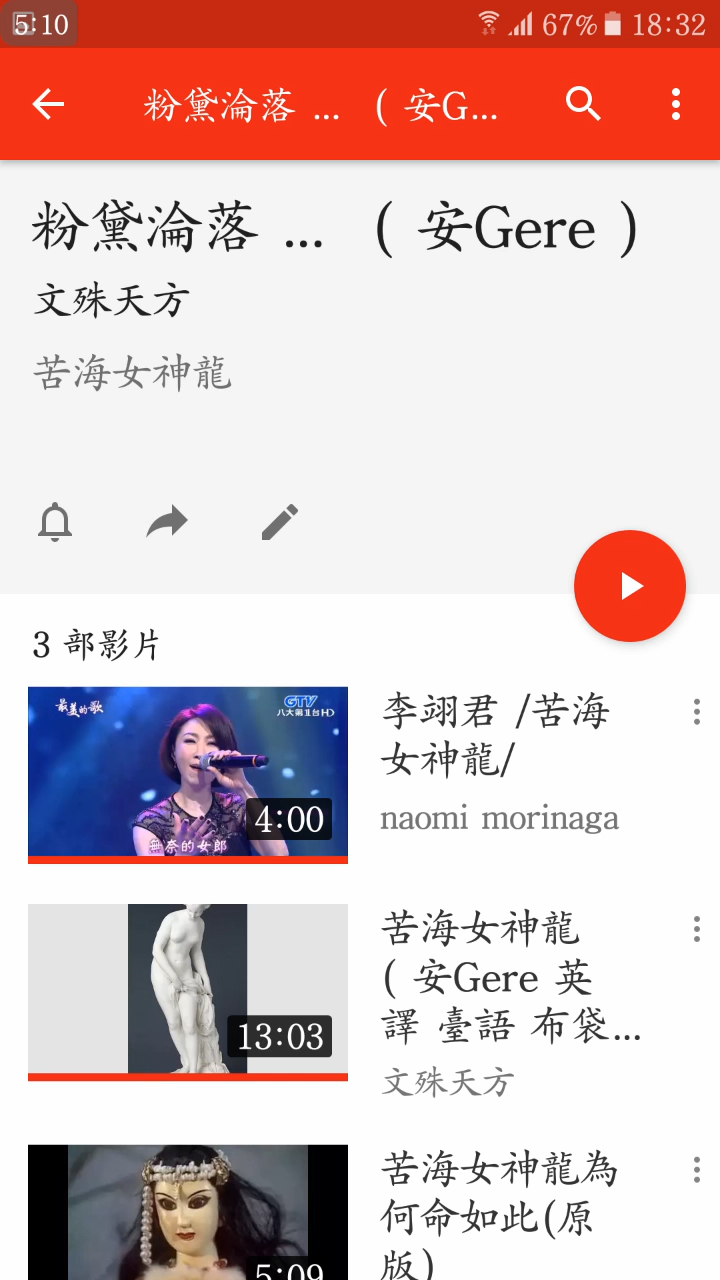 5:10 67% 18:32
粉黛淪落 ... ( 安G...
粉黛淪落 ... ( 安Gere )
文殊天方
苦海女神龍
3 部影片
最美的歌
GTV
八大第1台HD
無奈的女郎
4:00
李翊君 /苦海
女神龍/
naomi morinaga
13:03
苦海女神龍
( 安Gere 英
譯 臺語 布袋...
文殊天方
5:09
苦海女神龍為
何命如此(原
版)